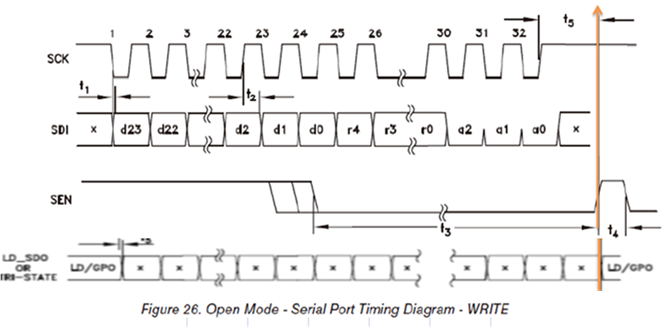 1 2 3 22 23 24 25 26 30 31 32 t5
SCK
t1 t2
SDI x d23 d22 d2 d1 d0 r4 r3 r0 a2 a1 a0 x
SEN
t3 t4
LD_SDO
OR
TRI-STATE
LD/GPO x x x x x x x x x x x LD/GPO
Figure 26. Open Mode - Serial Port Timing Diagram - WRITE